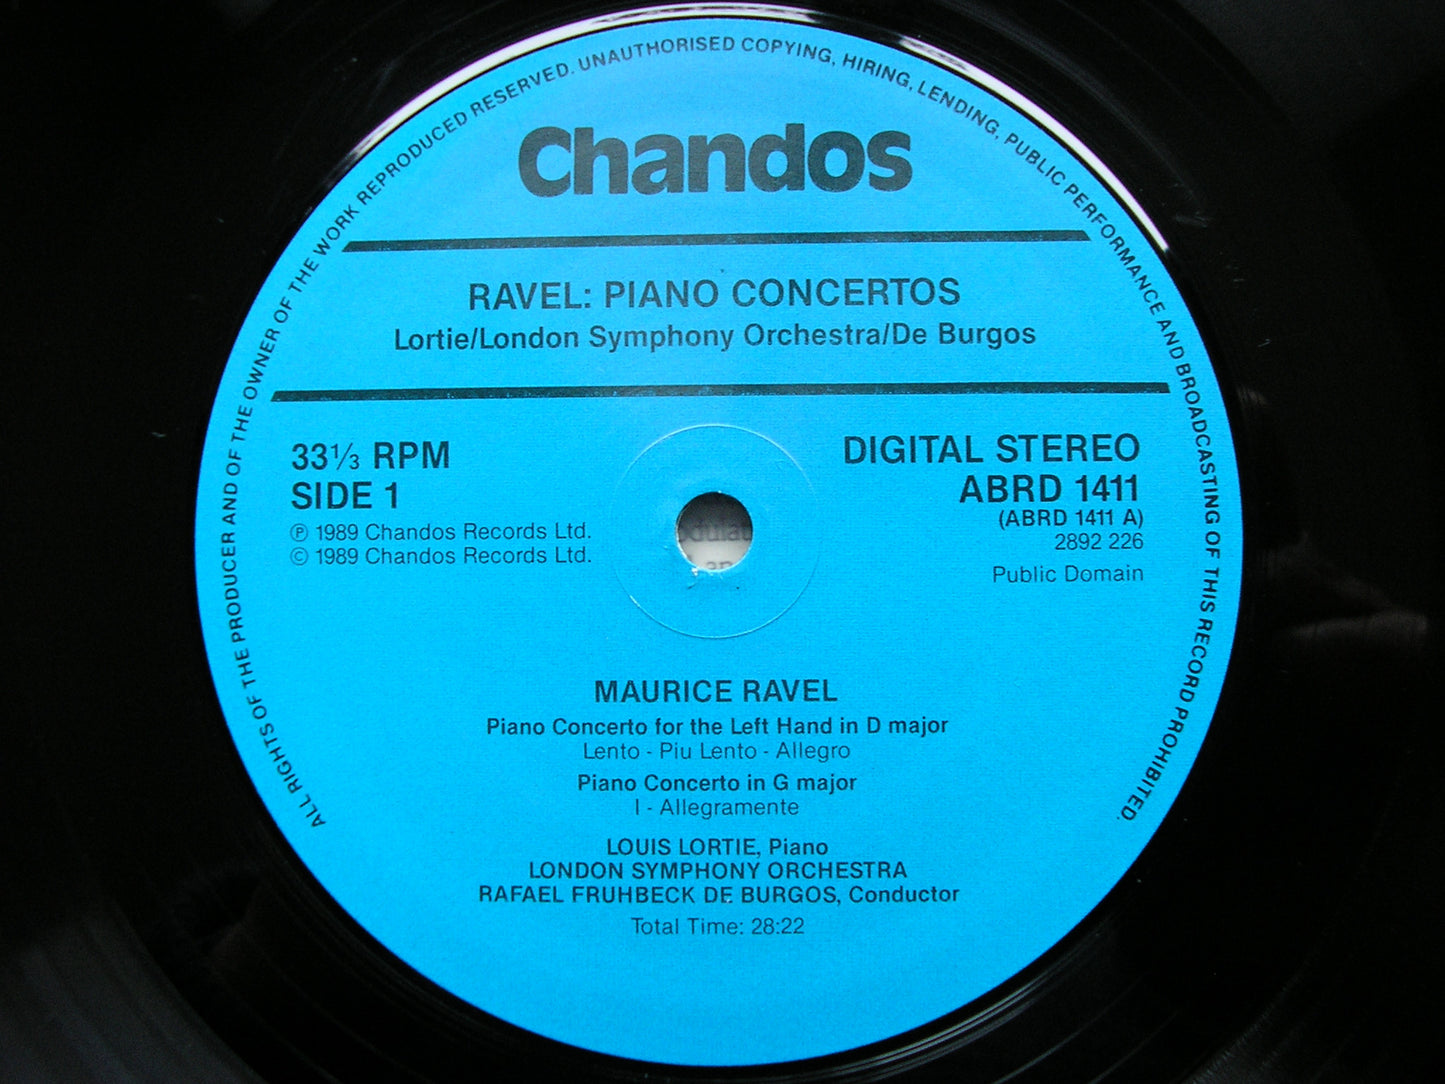 ALL RIGHTS OF THE PRODUCER AND OF THE OWNER OF THE WORK REPRODUCED RESERVED. UNAUTHORISED COPYING, HIRING, LENDING, PUBLIC PERFORMANCE AND BROADCASTING OF THIS RECORD PROHIBITED.
Chandos
RAVEL: PIANO CONCERTOS
Lortie/London Symphony Orchestra/De Burgos
33⅓ RPM
SIDE 1
℗ 1989 Chandos Records Ltd.
© 1989 Chandos Records Ltd.
DIGITAL STEREO
ABRD 1411
(ABRD 1411 A)
2892 226
Public Domain
MAURICE RAVEL
Piano Concerto for the Left Hand in D major
Lento - Piu Lento - Allegro
Piano Concerto in G major
I - Allegramente
LOUIS LORTIE, Piano
LONDON SYMPHONY ORCHESTRA
RAFAEL FRUHBECK DE BURGOS, Conductor
Total Time: 28:22